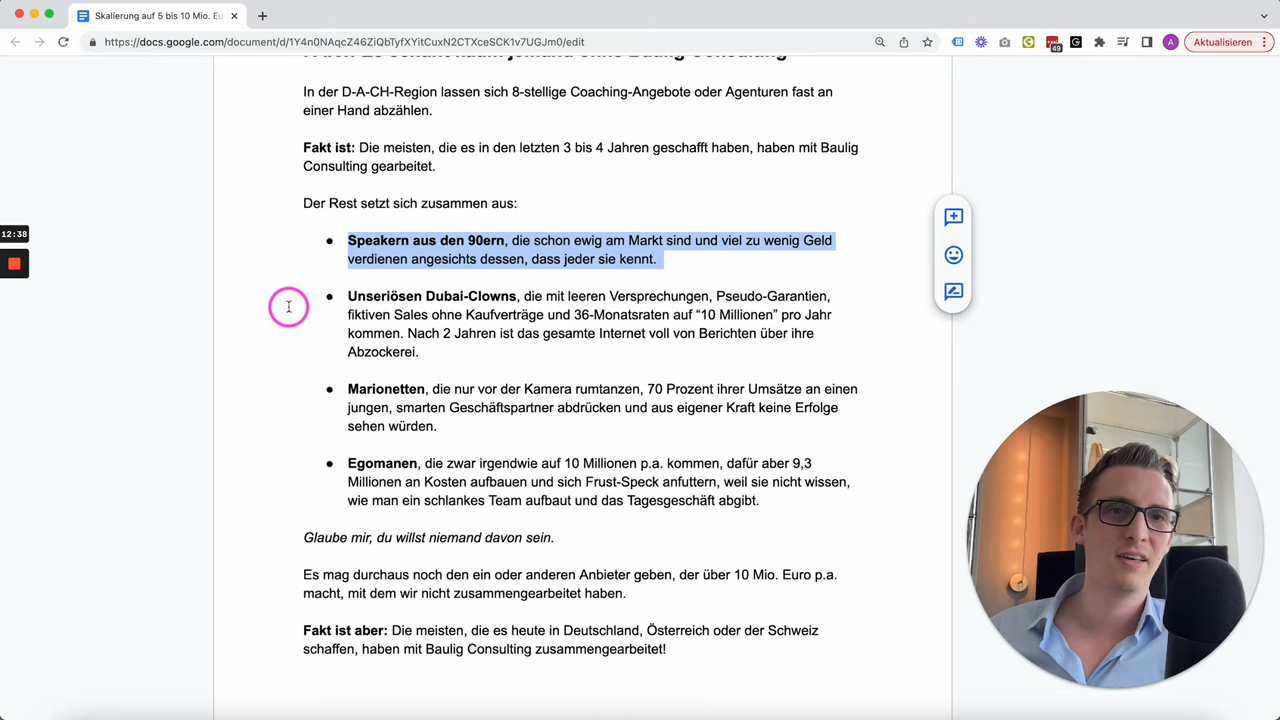 Skalierung auf 5 bis 10 Mio. Eu
https://docs.google.com/document/d/1Y4n0NAqcZ46ZiQbTyfXYitCuxN2CTXceSCK1v7UGJm0/edit
49
A
Aktualisieren
In der D-A-CH-Region lassen sich 8-stellige Coaching-Angebote oder Agenturen fast an
einer Hand abzählen.
Fakt ist: Die meisten, die es in den letzten 3 bis 4 Jahren geschafft haben, haben mit Baulig
Consulting gearbeitet.
Der Rest setzt sich zusammen aus:
12:38
● Speakern aus den 90ern, die schon ewig am Markt sind und viel zu wenig Geld
verdienen angesichts dessen, dass jeder sie kennt.
● Unseriösen Dubai-Clowns, die mit leeren Versprechungen, Pseudo-Garantien,
fiktiven Sales ohne Kaufverträge und 36-Monatsraten auf “10 Millionen” pro Jahr
kommen. Nach 2 Jahren ist das gesamte Internet voll von Berichten über ihre
Abzockerei.
● Marionetten, die nur vor der Kamera rumtanzen, 70 Prozent ihrer Umsätze an einen
jungen, smarten Geschäftspartner abdrücken und aus eigener Kraft keine Erfolge
sehen würden.
● Egomanen, die zwar irgendwie auf 10 Millionen p.a. kommen, dafür aber 9,3
Millionen an Kosten aufbauen und sich Frust-Speck anfuttern, weil sie nicht wissen,
wie man ein schlankes Team aufbaut und das Tagesgeschäft abgibt.
Glaube mir, du willst niemand davon sein.
Es mag durchaus noch den ein oder anderen Anbieter geben, der über 10 Mio. Euro p.a.
macht, mit dem wir nicht zusammengearbeitet haben.
Fakt ist aber: Die meisten, die es heute in Deutschland, Österreich oder der Schweiz
schaffen, haben mit Baulig Consulting zusammengearbeitet!